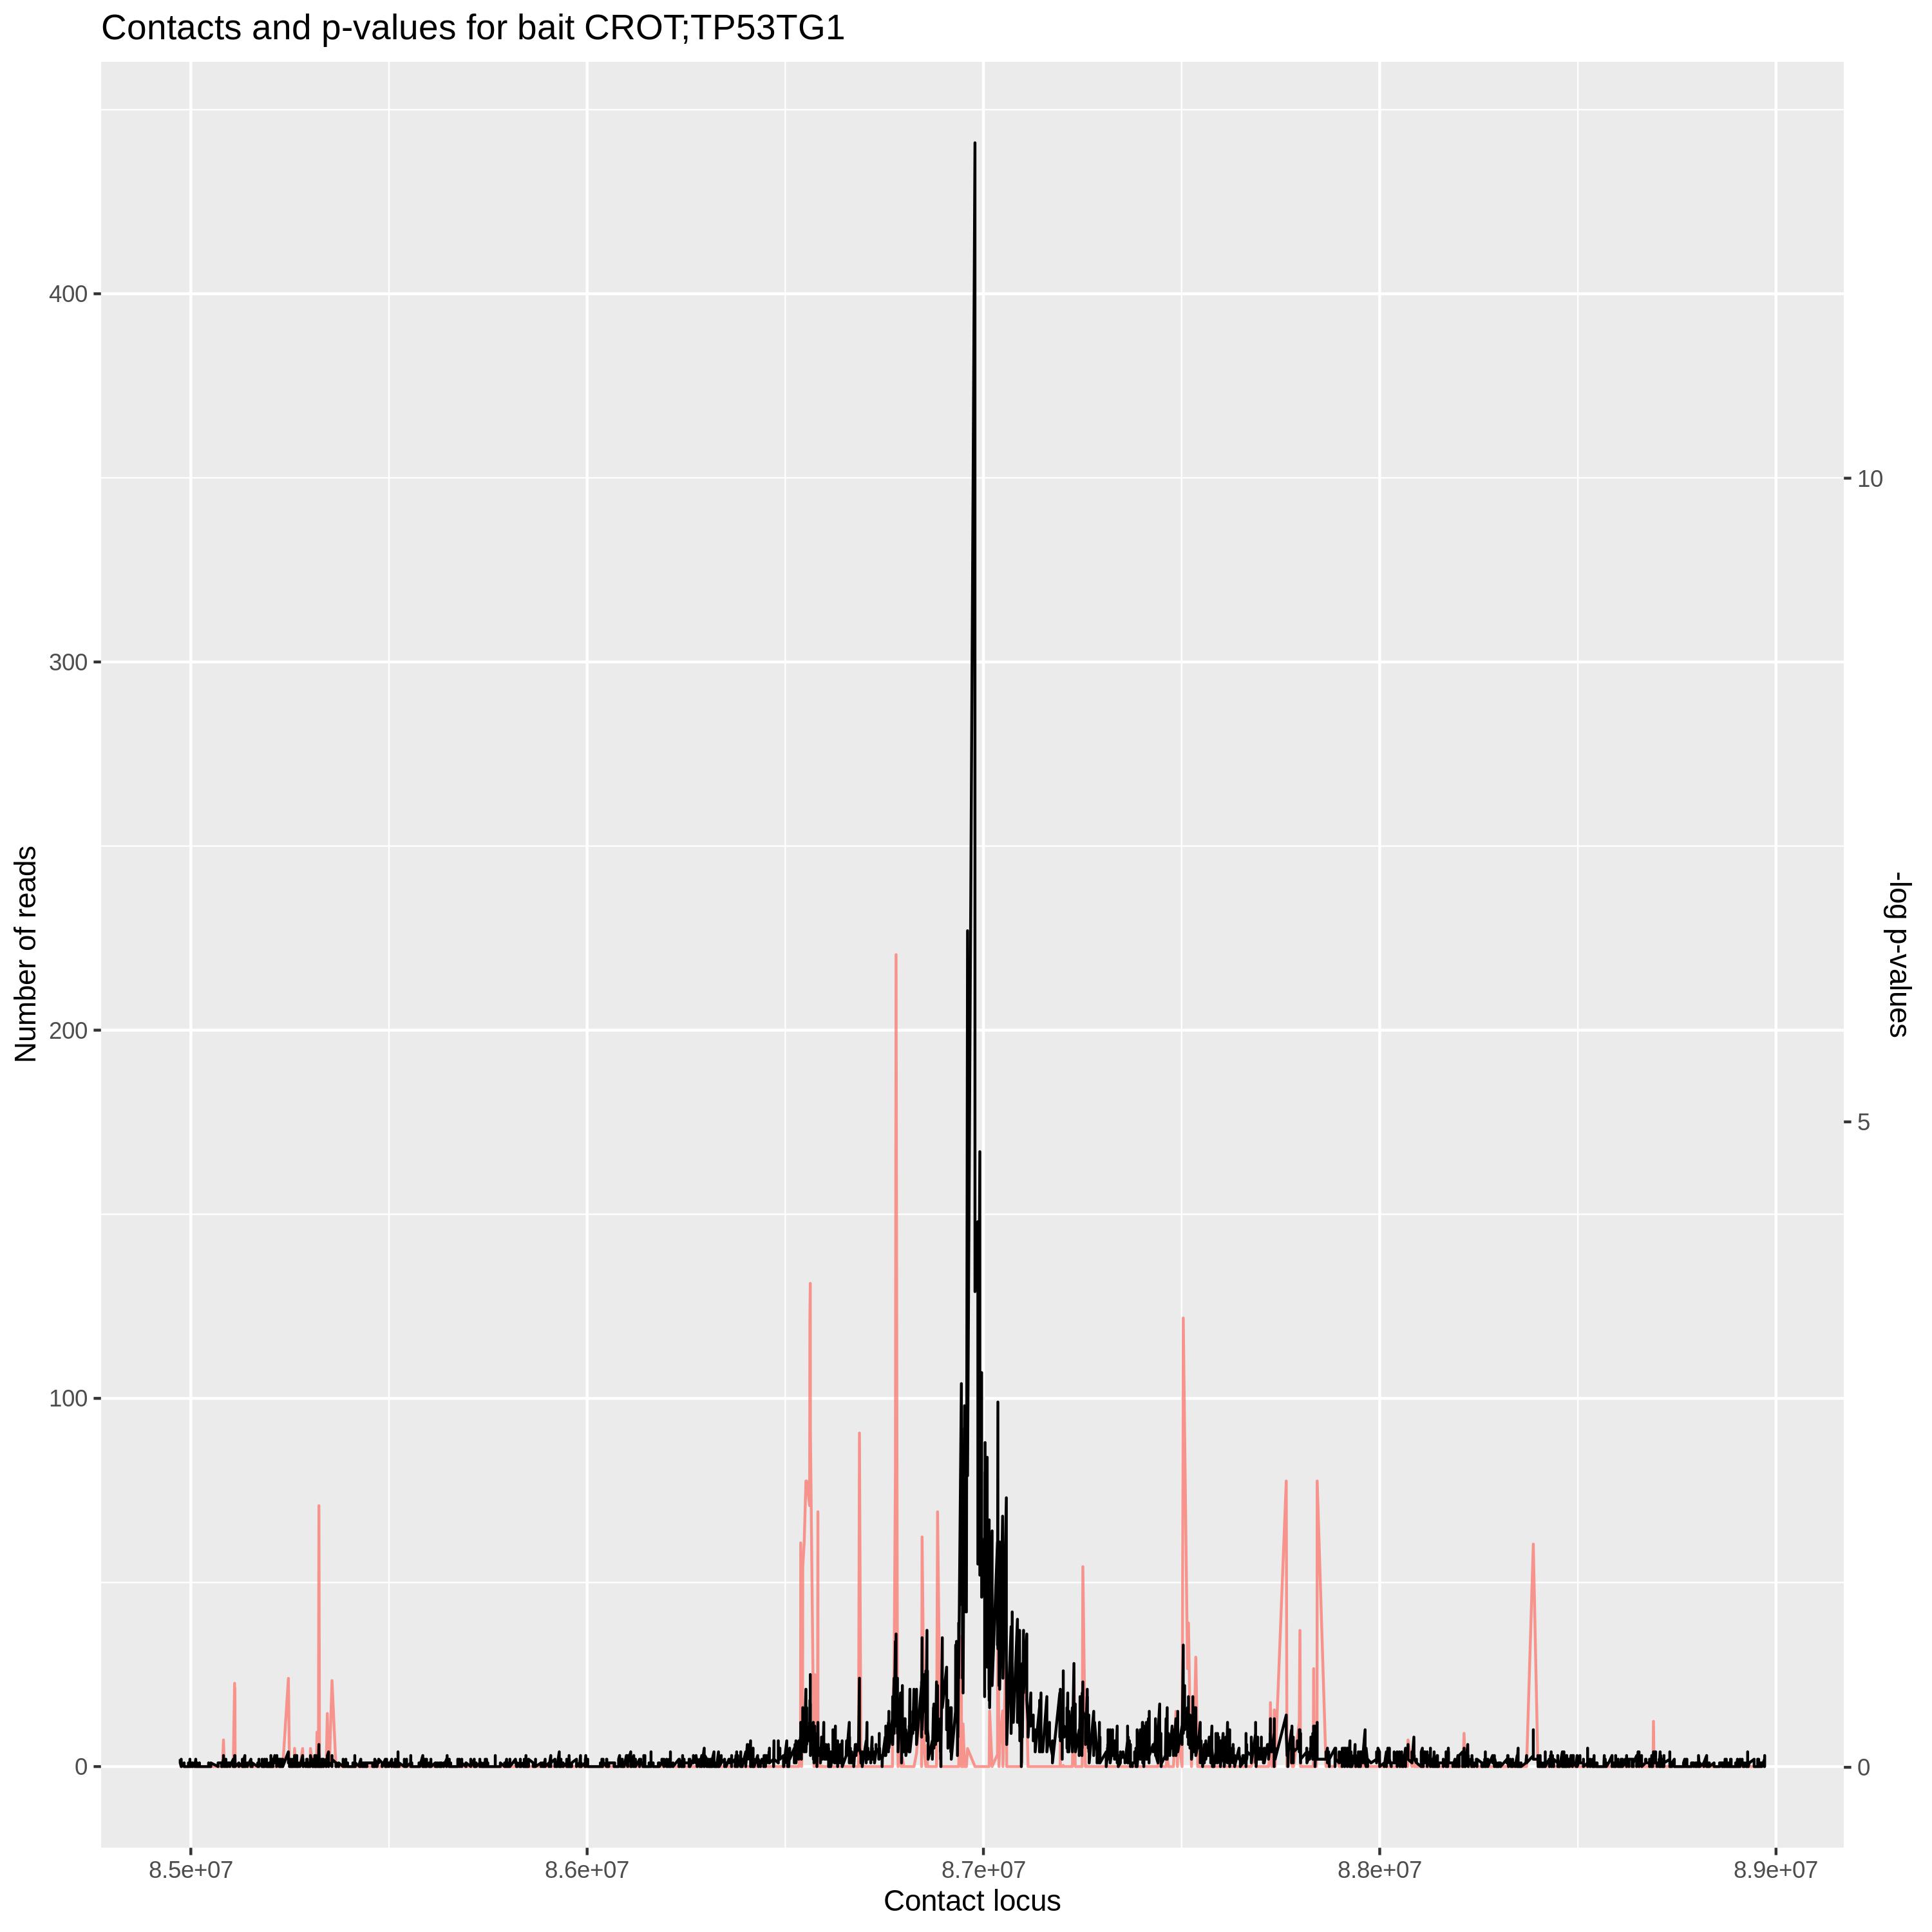 Contacts and p-values for bait CROT;TP53TG1
Number of reads
400
300
200
100
0
10
5
0
-log p-values
8.5e+07
8.6e+07
8.7e+07
8.8e+07
8.9e+07
Contact locus